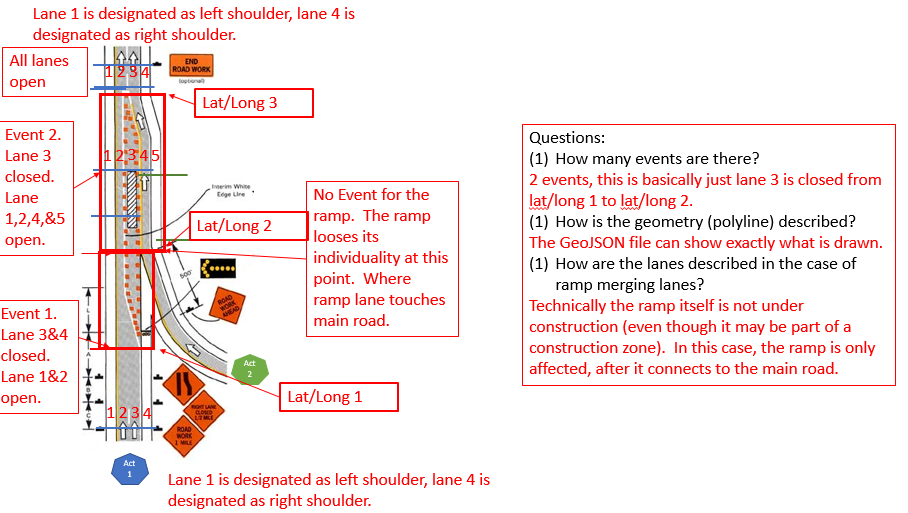 Lane 1 is designated as left shoulder, lane 4 is
designated as right shoulder.
All lanes
open
1 2 3 4
END
ROAD WORK
(optional)
Lat/Long 3
Event 2.
Lane 3
closed.
Lane
1,2,4,&5
open.
1 2 3 4 5
Interim White
Edge Line
No Event for the
ramp. The ramp
looses its
individuality at this
point. Where
ramp lane touches
main road.
Lat/Long 2
500'
ROAD
WORK
AHEAD
Event 1.
Lane 3&4
closed.
Lane 1&2
open.
L
A
B
C
1 2 3 4
Act
2
Lat/Long 1
RIGHT LANE
CLOSED
1/2 MILE
ROAD
WORK
1 MILE
Act
1
Lane 1 is designated as left shoulder, lane 4 is
designated as right shoulder.
Questions:
(1) How many events are there?
2 events, this is basically just lane 3 is closed from
lat/long 1 to lat/long 2.
(1) How is the geometry (polyline) described?
The GeoJSON file can show exactly what is drawn.
(1) How are the lanes described in the case of
ramp merging lanes?
Technically the ramp itself is not under
construction (even though it may be part of a
construction zone). In this case, the ramp is only
affected, after it connects to the main road.